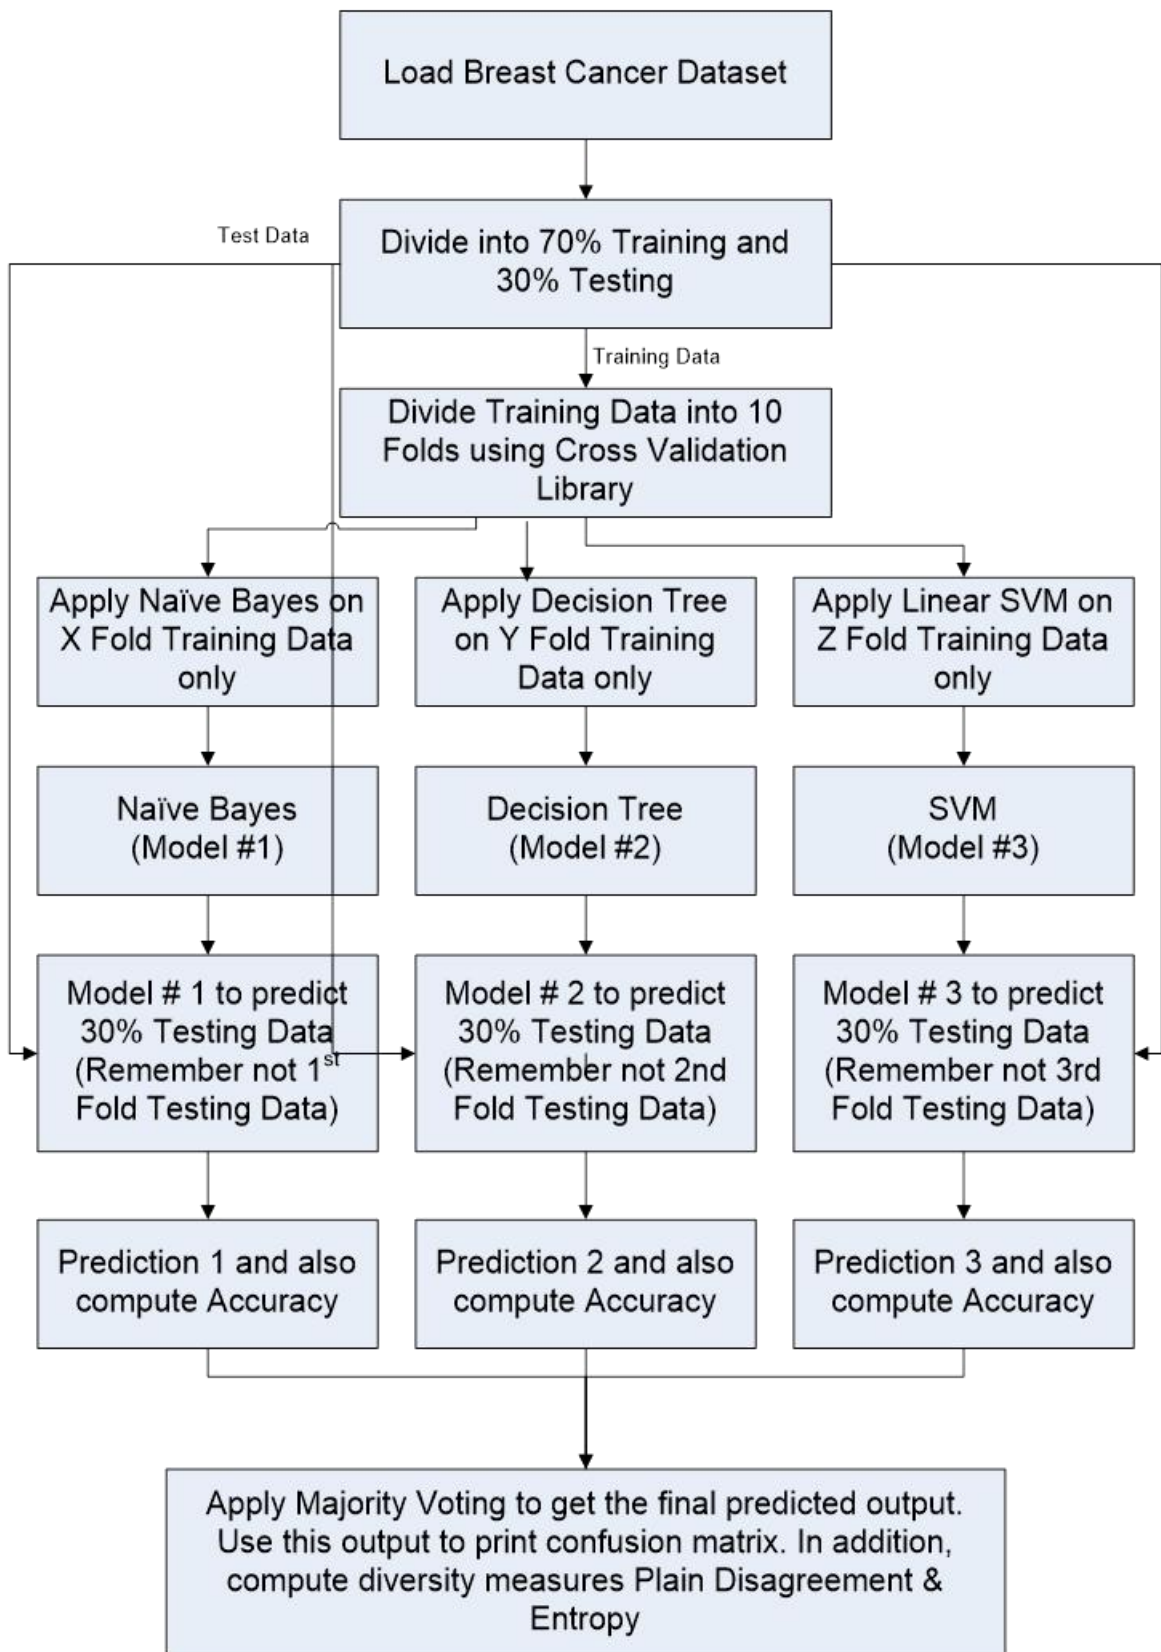 Load Breast Cancer Dataset
Test Data
Divide into 70% Training and
30% Testing
Training Data
Divide Training Data into 10
Folds using Cross Validation
Library
Apply Naïve Bayes on
X Fold Training Data
only
Apply Decision Tree
on Y Fold Training
Data only
Apply Linear SVM on
Z Fold Training Data
only
Naïve Bayes
(Model #1)
Decision Tree
(Model #2)
SVM
(Model #3)
Model # 1 to predict
30% Testing Data
(Remember not 1st
Fold Testing Data)
Model # 2 to predict
30% Testing Data
(Remember not 2nd
Fold Testing Data)
Model # 3 to predict
30% Testing Data
(Remember not 3rd
Fold Testing Data)
Prediction 1 and also
compute Accuracy
Prediction 2 and also
compute Accuracy
Prediction 3 and also
compute Accuracy
Apply Majority Voting to get the final predicted output.
Use this output to print confusion matrix. In addition,
compute diversity measures Plain Disagreement &
Entropy